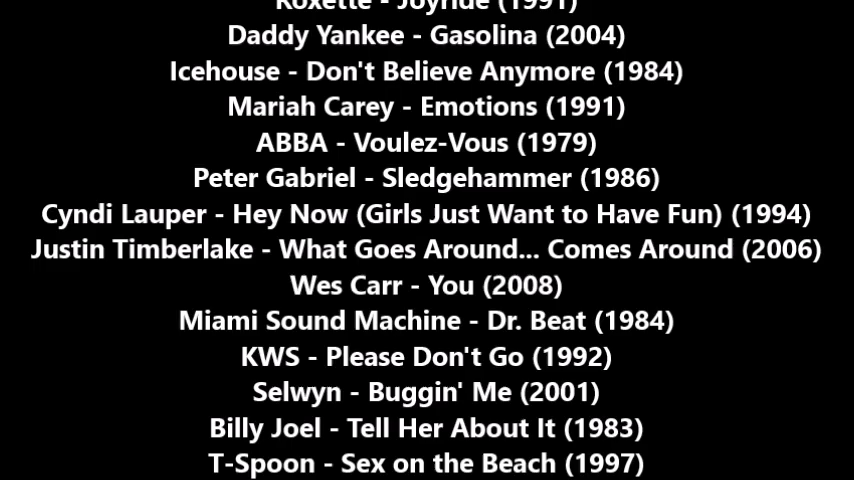 Roxette - Joyride (1991)
Daddy Yankee - Gasolina (2004)
Icehouse - Don't Believe Anymore (1984)
Mariah Carey - Emotions (1991)
ABBA - Voulez-Vous (1979)
Peter Gabriel - Sledgehammer (1986)
Cyndi Lauper - Hey Now (Girls Just Want to Have Fun) (1994)
Justin Timberlake - What Goes Around... Comes Around (2006)
Wes Carr - You (2008)
Miami Sound Machine - Dr. Beat (1984)
KWS - Please Don't Go (1992)
Selwyn - Buggin' Me (2001)
Billy Joel - Tell Her About It (1983)
T-Spoon - Sex on the Beach (1997)